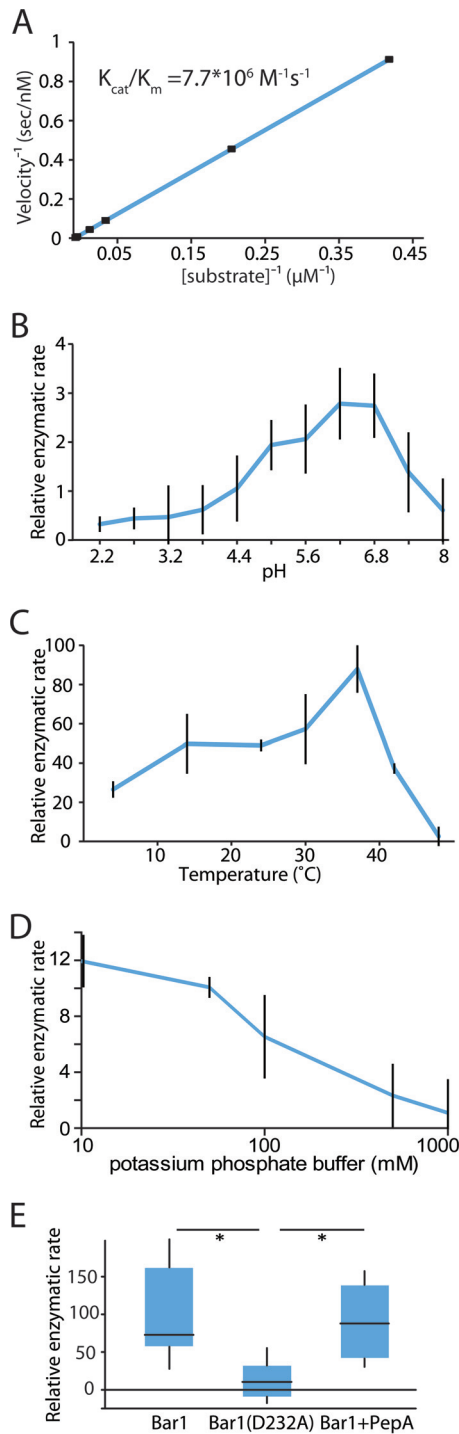 A
K_cat/K_m =7.7*10⁶ M⁻¹s⁻¹
Velocity⁻¹ (sec/nM)
1
0.8
0.6
0.4
0.2
0
0.05 0.15 0.25 0.35 0.45
[substrate]⁻¹ (μM⁻¹)
B
Relative enzymatic rate
4
3
2
1
0
2.2 3.2 4.4 5.6 6.8 8
pH
C
Relative enzymatic rate
100
80
60
40
20
0
10 20 30 40
Temperature (˚C)
D
Relative enzymatic rate
12
8
4
0
10 100 1000
potassium phosphate buffer (mM)
E
Relative enzymatic rate
* *
150
100
50
0
Bar1 Bar1(D232A) Bar1+PepA